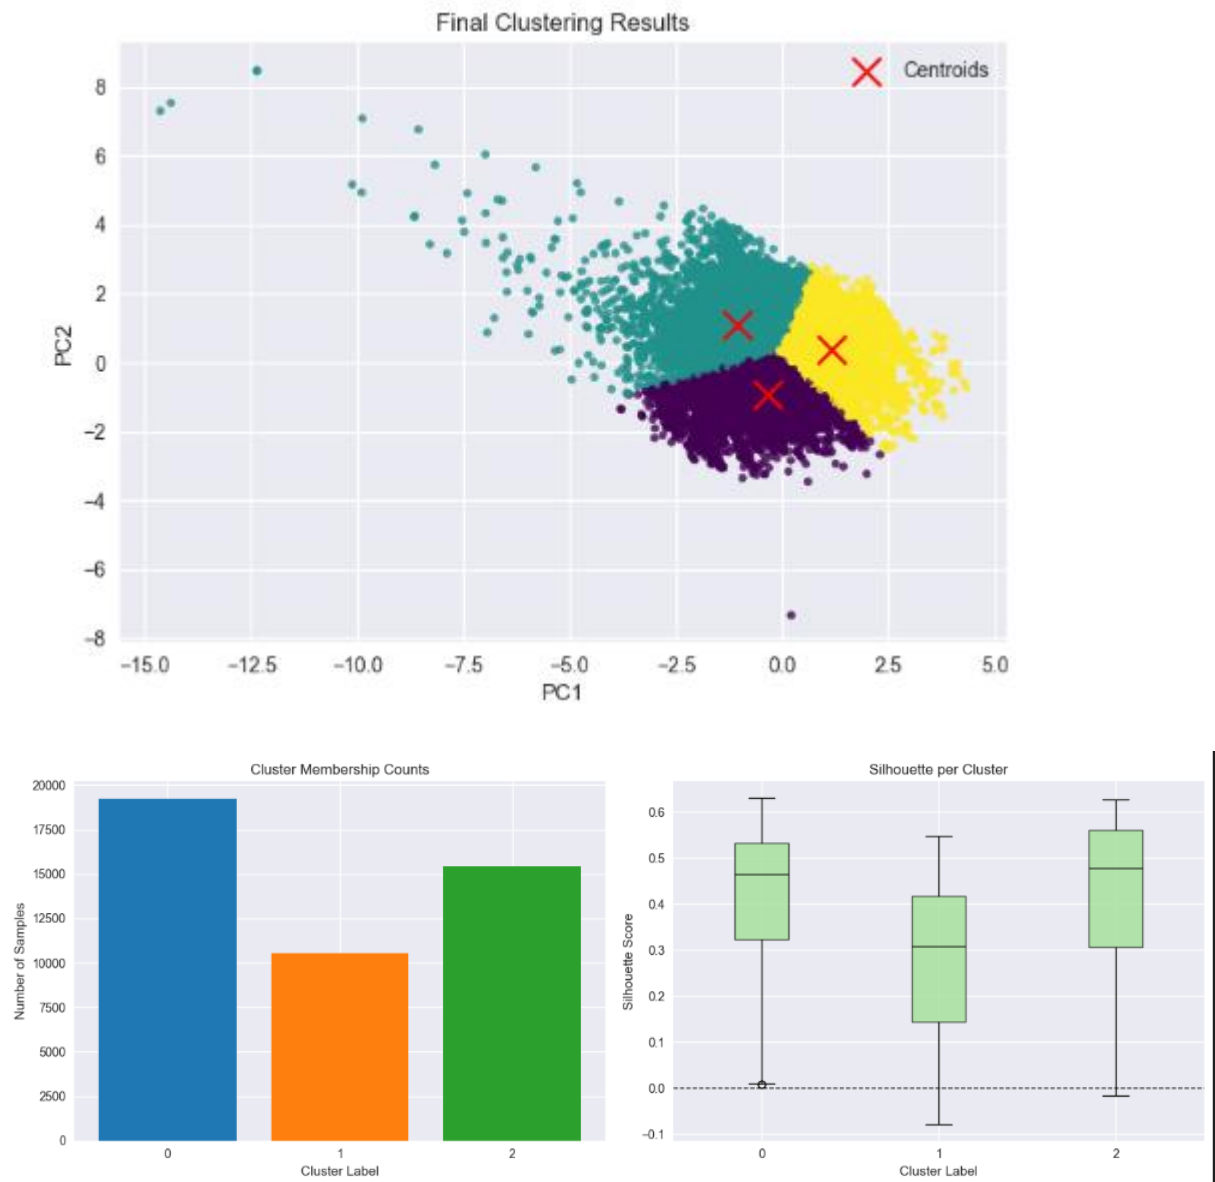 Final Clustering Results
Centroids
8
6
4
2
0
−2
−4
−6
−8
PC2
−15.0 −12.5 −10.0 −7.5 −5.0 −2.5 0.0 2.5 5.0
PC1
Cluster Membership Counts
20000
17500
15000
12500
10000
7500
5000
2500
0
Number of Samples
0 1 2
Cluster Label
Silhouette per Cluster
0.6
0.5
0.4
0.3
0.2
0.1
0.0
−0.1
Silhouette Score
0 1 2
Cluster Label